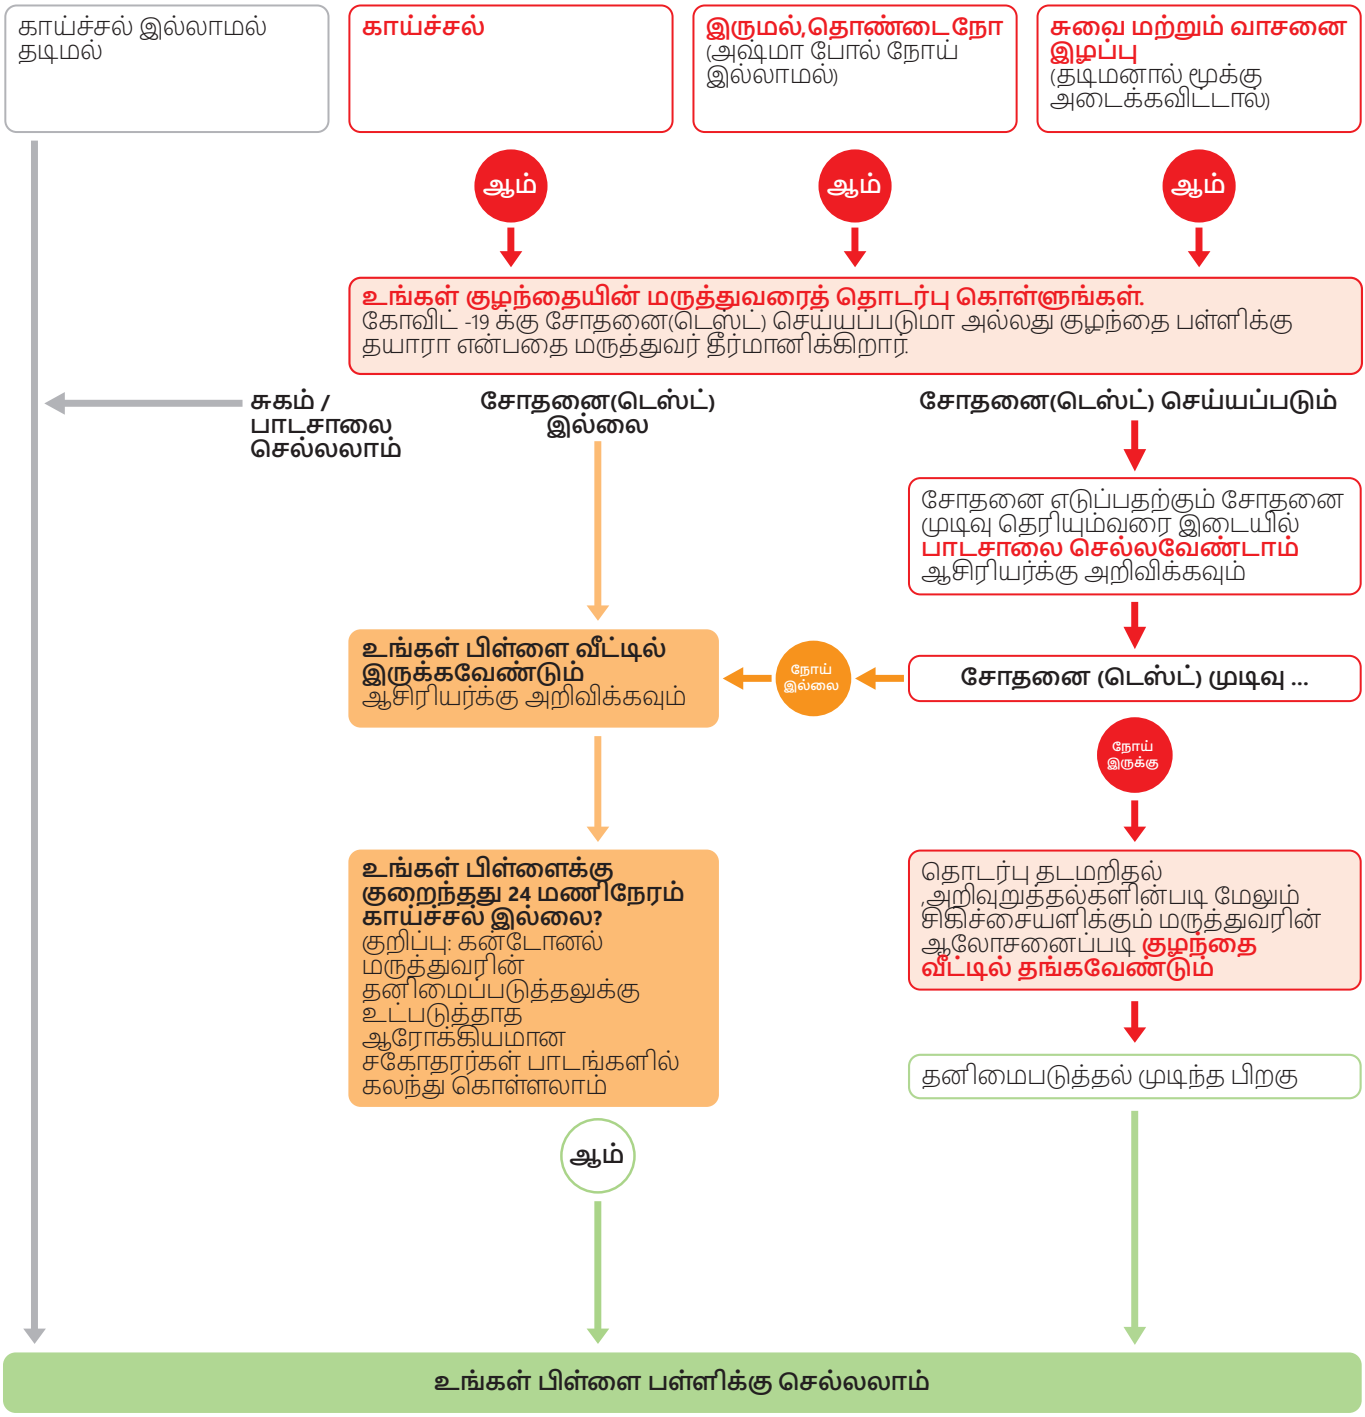 காய்ச்சல் இல்லாமல்
தடிமல்
காய்ச்சல்
இருமல்,தொண்டைநோ
(அஷ்மா போல் நோய்
இல்லாமல்)
சுவை மற்றும் வாசனை
இழப்பு
(தடிமனால் மூக்கு
அடைக்கவிட்டால்)
ஆம்
ஆம்
ஆம்
உங்கள் குழந்தையின் மருத்துவரைத் தொடர்பு கொள்ளுங்கள்.
கோவிட் -19 க்கு சோதனை(டெஸ்ட்) செய்யப்படுமா அல்லது குழந்தை பள்ளிக்கு
தயாரா என்பதை மருத்துவர் தீர்மானிக்கிறார்.
சுகம் /
பாடசாலை
செல்லலாம்
சோதனை(டெஸ்ட்)
இல்லை
சோதனை(டெஸ்ட்) செய்யப்படும்
சோதனை எடுப்பதற்கும் சோதனை
முடிவு தெரியும்வரை இடையில்
பாடசாலை செல்லவேண்டாம்
ஆசிரியர்க்கு அறிவிக்கவும்
உங்கள் பிள்ளை வீட்டில்
இருக்கவேண்டும்
ஆசிரியர்க்கு அறிவிக்கவும்
நோய்
இல்லை
சோதனை (டெஸ்ட்) முடிவு ...
நோய்
இருக்கு
உங்கள் பிள்ளைக்கு
குறைந்தது 24 மணிநேரம்
காய்ச்சல் இல்லை?
குறிப்பு: கன்டோனல்
மருத்துவரின்
தனிமைப்படுத்தலுக்கு
உட்படுத்தாத
ஆரோக்கியமான
சகோதரர்கள் பாடங்களில்
கலந்து கொள்ளலாம்
தொடர்பு தடமறிதல்
,அறிவுறுத்தல்களின்படி மேலும்
சிகிச்சையளிக்கும் மருத்துவரின்
ஆலோசனைப்படி குழந்தை
வீட்டில் தங்கவேண்டும்
தனிமைபடுத்தல் முடிந்த பிறகு
ஆம்
உங்கள் பிள்ளை பள்ளிக்கு செல்லலாம்